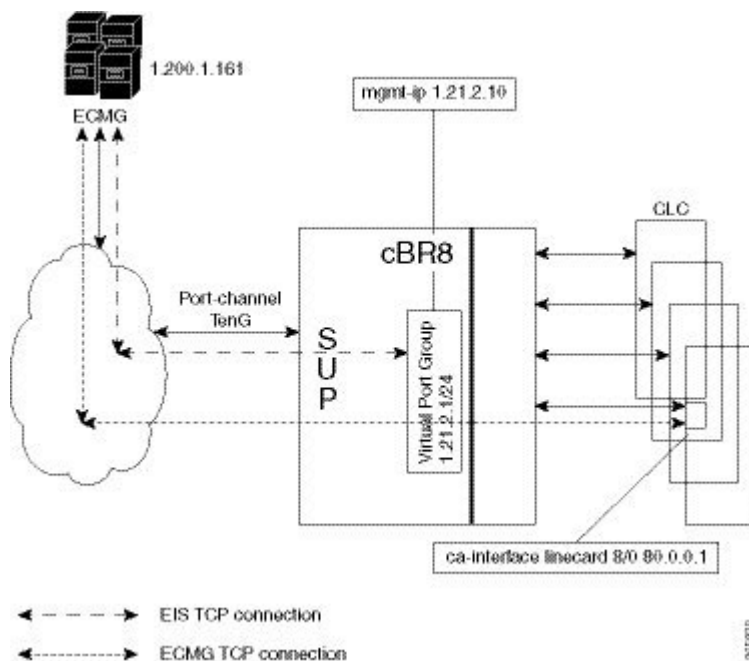 1.200.1.161
ECMG
mgmt-ip 1.21.2.10
CLC
cBR8
Port-channel
TenG
SUP
Virtual Port Group
1.21.2.1/24
ca-interface linecard 8/0 80.0.0.1
EIS TCP connection
ECMG TCP connection